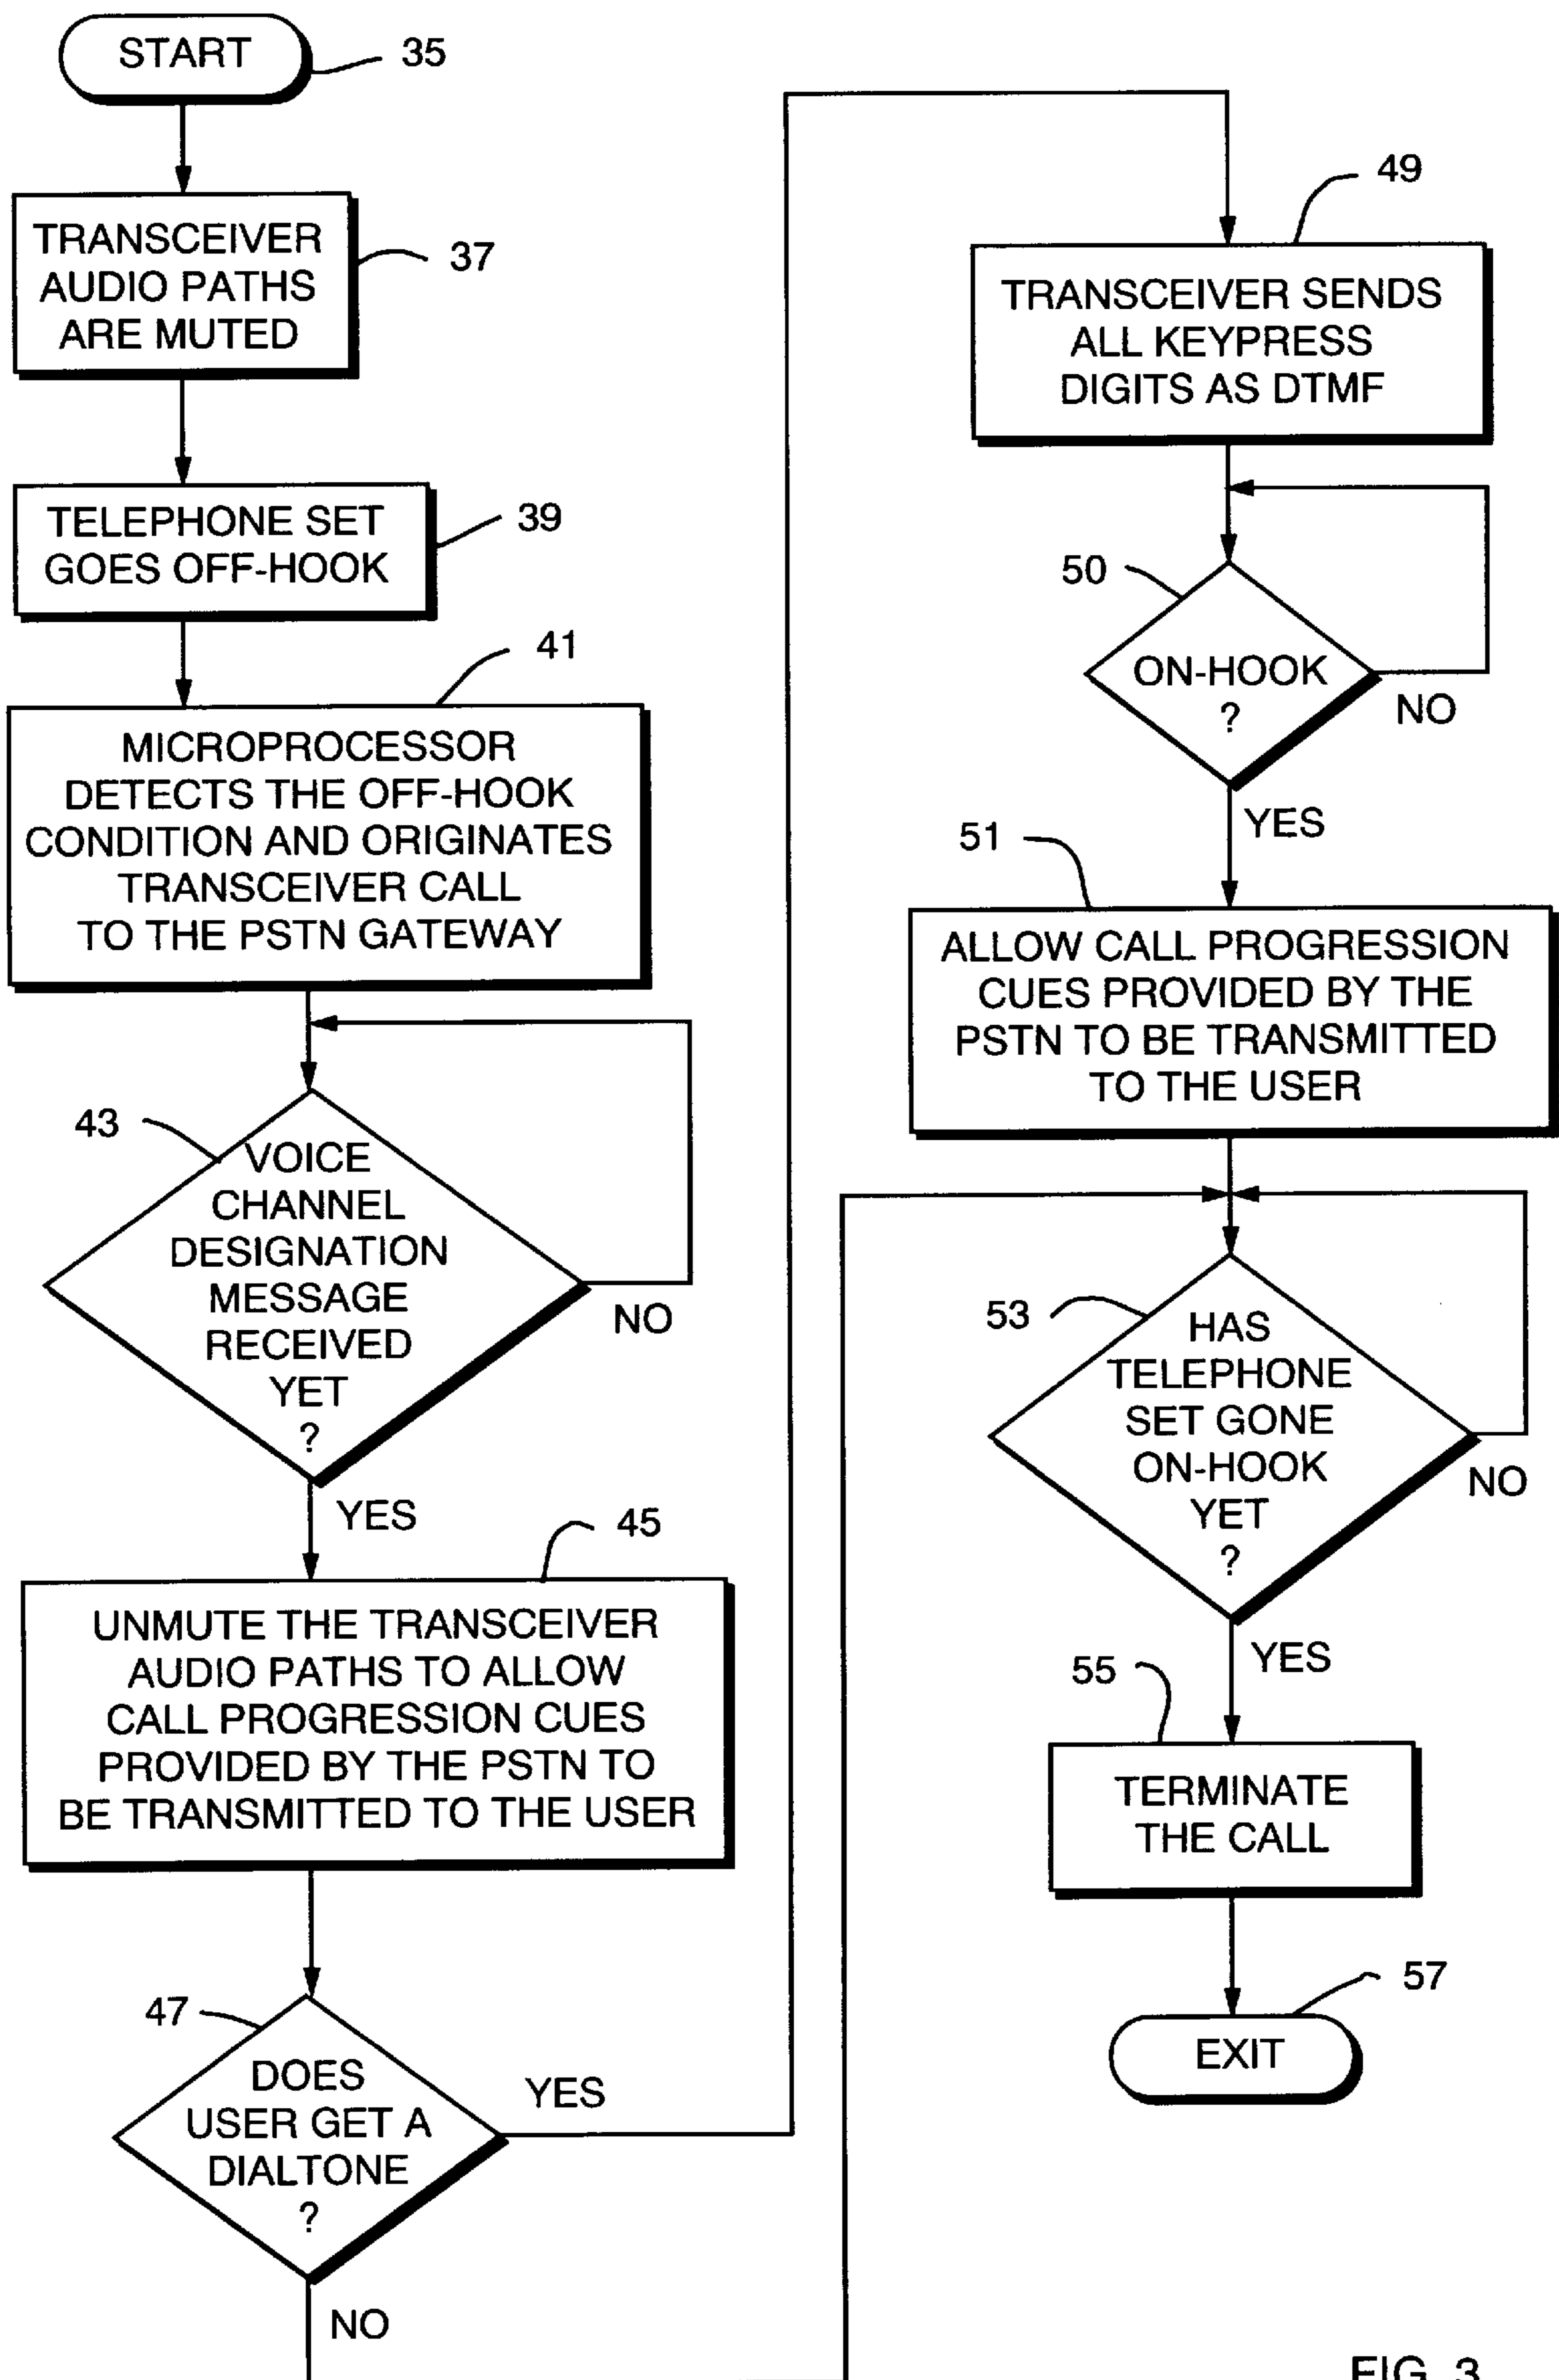 START
35
TRANSCEIVER
AUDIO PATHS
ARE MUTED
37
TELEPHONE SET
GOES OFF-HOOK
39
41
MICROPROCESSOR
DETECTS THE OFF-HOOK
CONDITION AND ORIGINATES
TRANSCEIVER CALL
TO THE PSTN GATEWAY
43
VOICE
CHANNEL
DESIGNATION
MESSAGE
RECEIVED
YET
?
NO
YES
45
UNMUTE THE TRANSCEIVER
AUDIO PATHS TO ALLOW
CALL PROGRESSION CUES
PROVIDED BY THE PSTN TO
BE TRANSMITTED TO THE USER
47
DOES
USER GET A
DIALTONE
?
YES
NO
49
TRANSCEIVER SENDS
ALL KEYPRESS
DIGITS AS DTMF
50
ON-HOOK
?
NO
YES
51
ALLOW CALL PROGRESSION
CUES PROVIDED BY THE
PSTN TO BE TRANSMITTED
TO THE USER
53
HAS
TELEPHONE
SET GONE
ON-HOOK
YET
?
NO
YES
55
TERMINATE
THE CALL
57
EXIT
FIG. 3